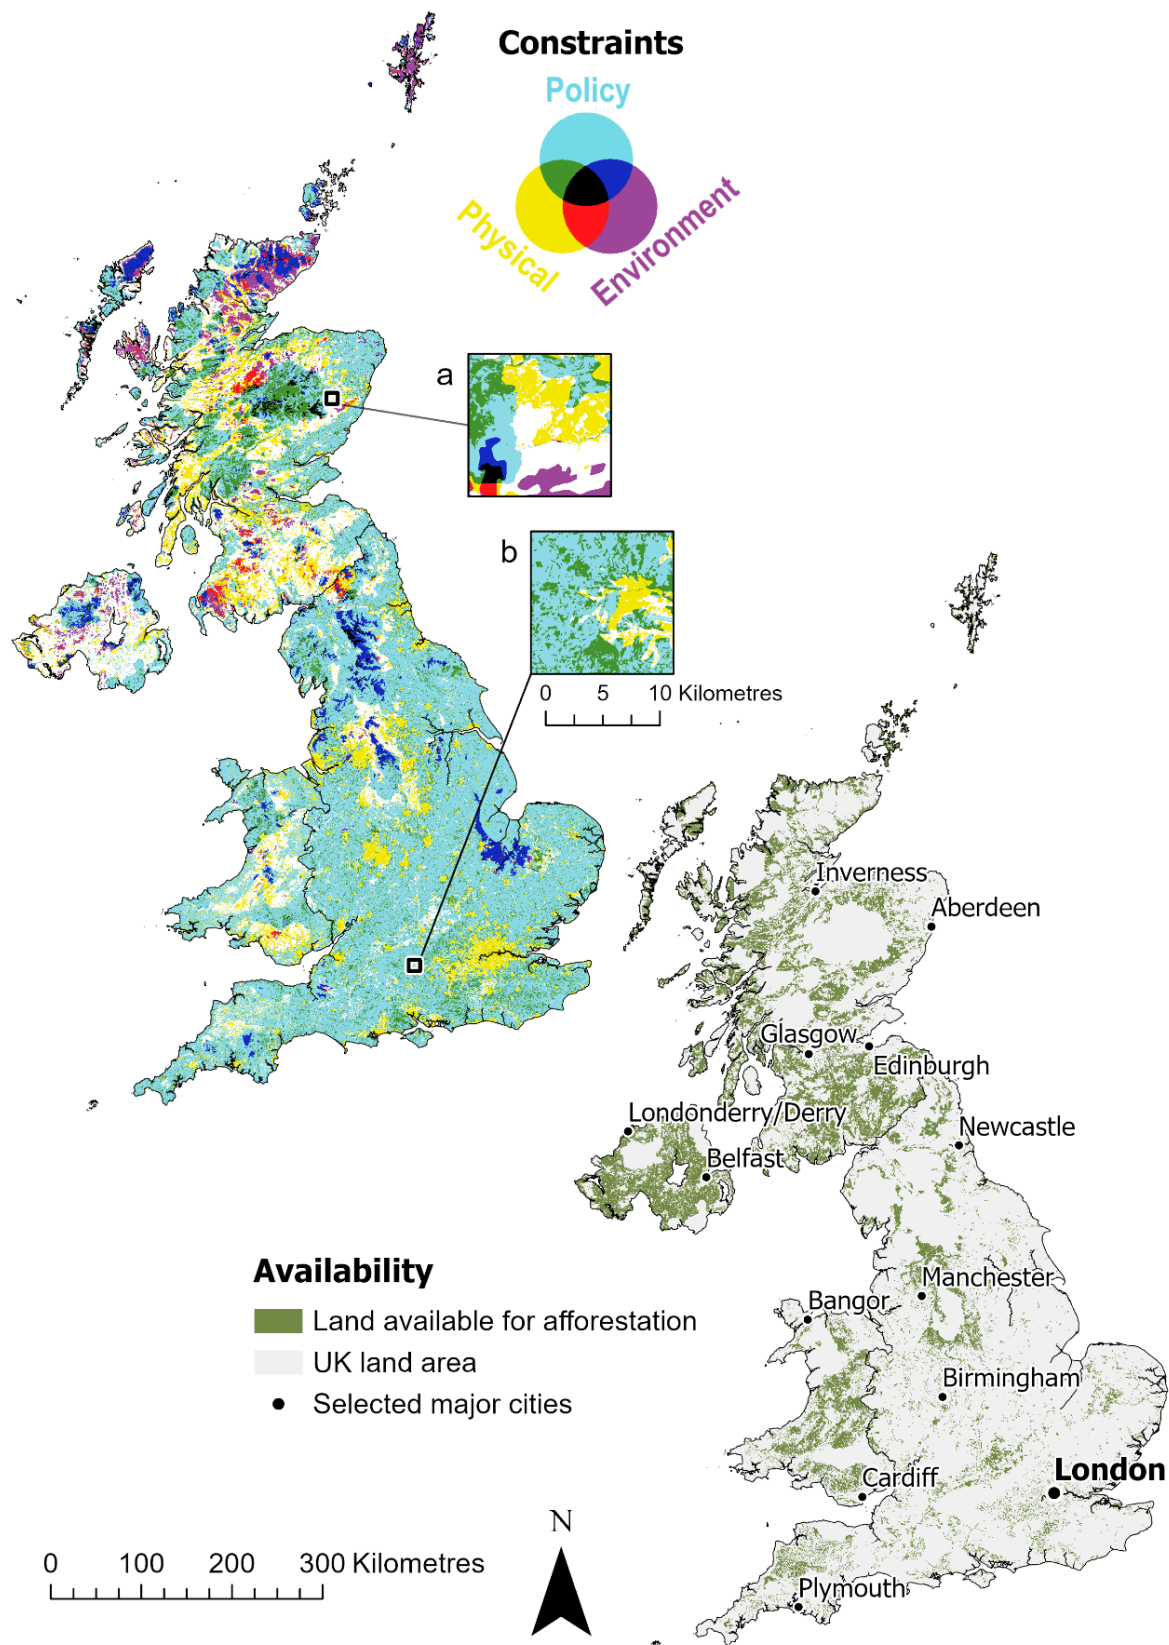 Constraints
Policy
Physical
Environment
a
b
0 5 10 Kilometres
Inverness
Aberdeen
Glasgow
Edinburgh
Londonderry/Derry
Newcastle
Belfast
Availability
Land available for afforestation
UK land area
Selected major cities
Manchester
Bangor
Birmingham
London
Cardiff
N
0 100 200 300 Kilometres
Plymouth